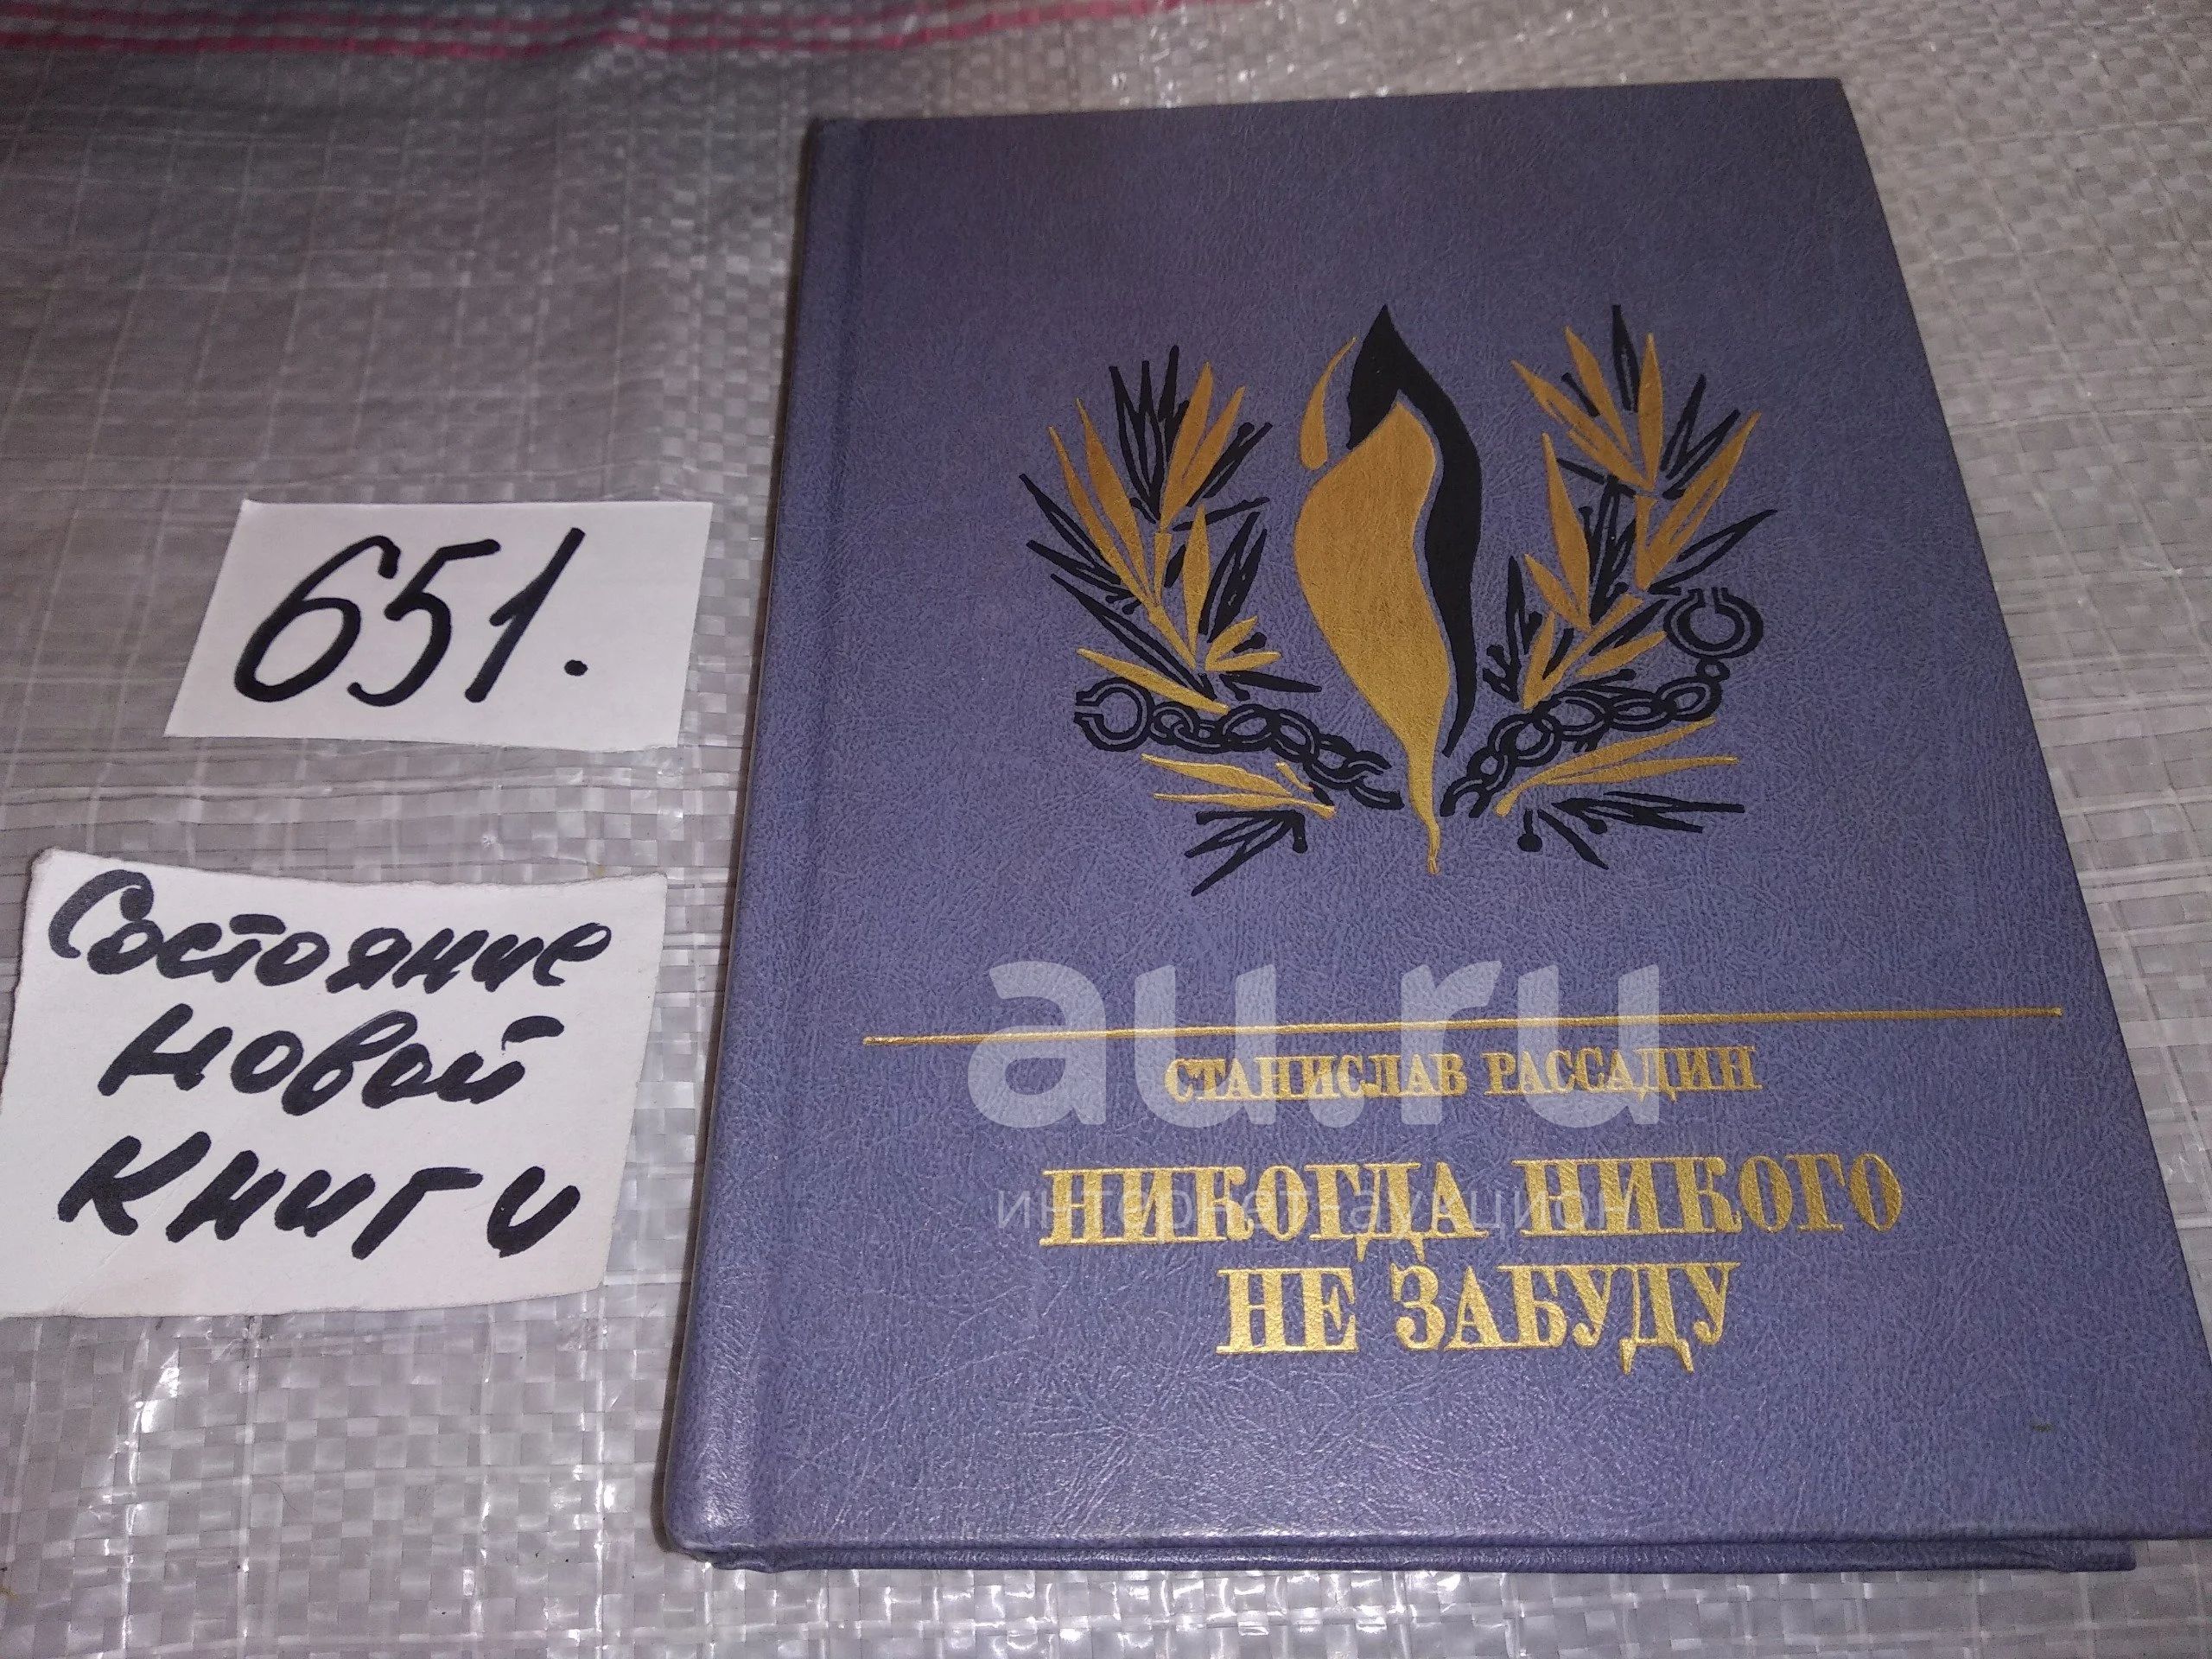 651.
Состояние
новой
книги
au.ru
СТАНИСЛАВ РАССАДИН
интернет-аукцион
НИКОГДА НИКОГО
НЕ ЗАБУДУ